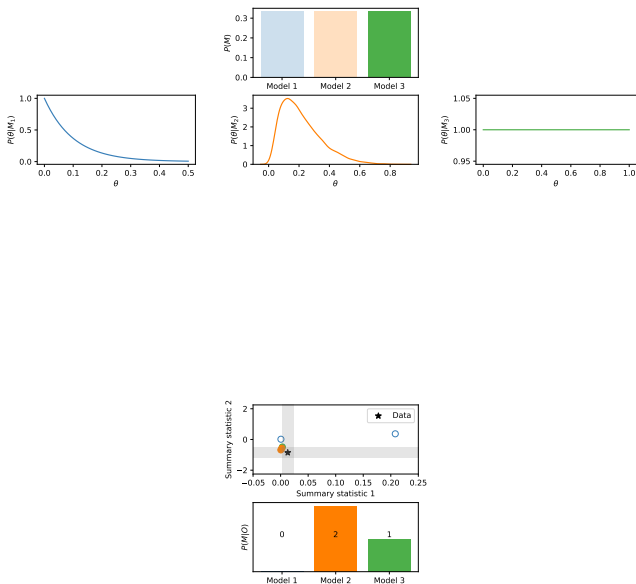 P(M)
0.3
0.2
0.1
0.0
Model 1 Model 2 Model 3
P(θ|M₁)
1.0
0.5
0.0
0.0 0.1 0.2 0.3 0.4 0.5
θ
P(θ|M₂)
3
2
1
0
0.0 0.2 0.4 0.6 0.8
θ
P(θ|M₃)
1.05
1.00
0.95
0.0 0.2 0.4 0.6 0.8 1.0
θ
Summary statistic 2
2
0
−2
Data
−0.05 0.00 0.05 0.10 0.15 0.20 0.25
Summary statistic 1
P(M|O)
0 2 1
Model 1 Model 2 Model 3